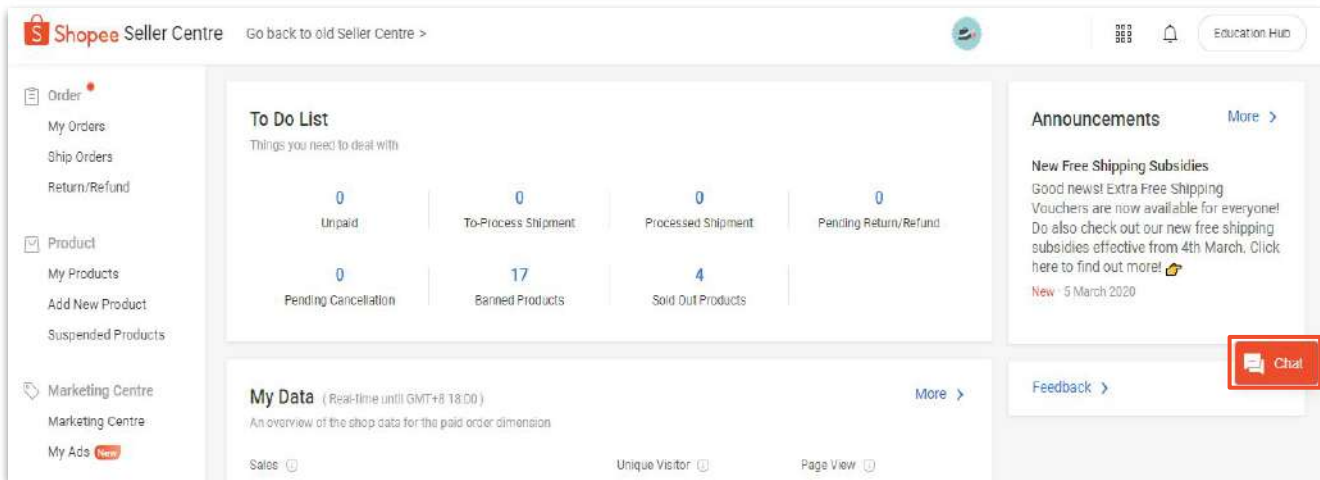 S Shopee Seller Centre Go back to old Seller Centre > Education Hub
Order
My Orders
Ship Orders
Return/Refund
Product
My Products
Add New Product
Suspended Products
Marketing Centre
Marketing Centre
My Ads New
To Do List
Things you need to deal with
0 0 0 0
Unpaid To-Process Shipment Processed Shipment Pending Return/Refund
0 17 4
Pending Cancellation Banned Products Sold Out Products
My Data (Real-time until GMT+8 18:00) More >
An overview of the shop data for the paid order dimension
Sales Unique Visitor Page View
Announcements More >
New Free Shipping Subsidies
Good news! Extra Free Shipping
Vouchers are now available for everyone!
Do also check out our new free shipping
subsidies effective from 4th March. Click
here to find out more! 👉
New · 5 March 2020
Chat
Feedback >